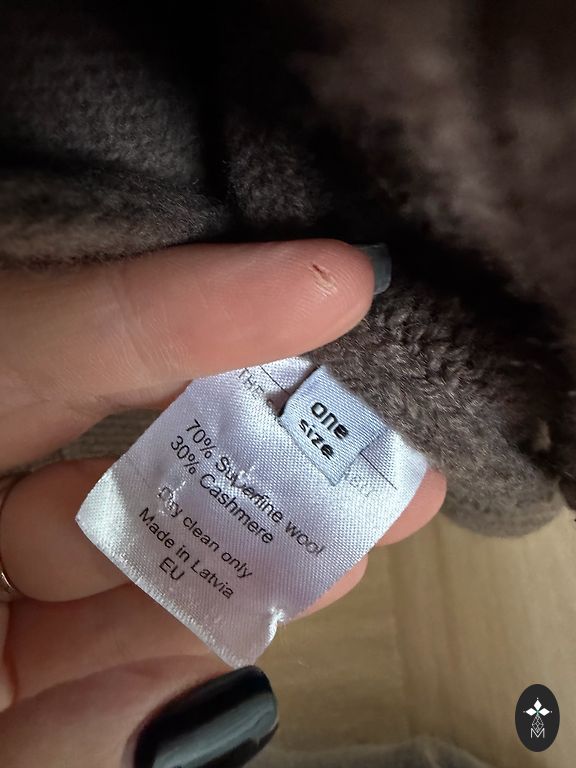 one
size
70% Superfine wool
30% Cashmere
Dry clean only
Made in Latvia
EU
M